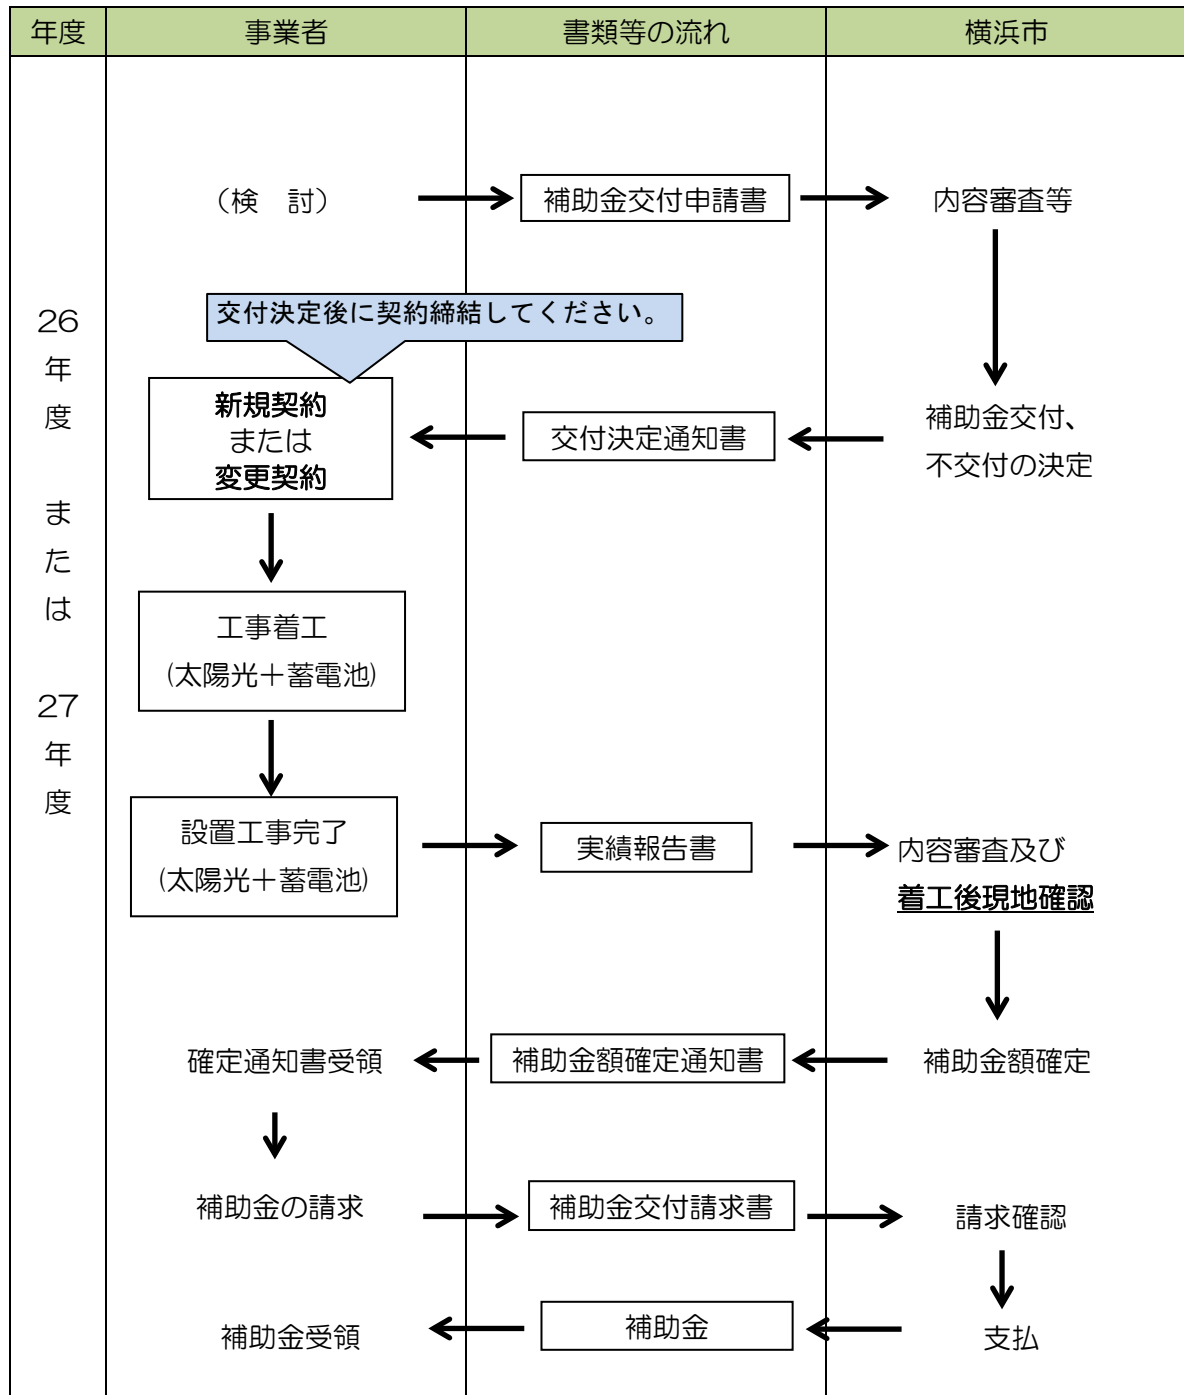 年度 事業者 書類等の流れ 横浜市
（検　討） 補助金交付申請書 内容審査等
交付決定後に契約締結してください。
26年度 または 27年度
新規契約
または
変更契約
交付決定通知書
補助金交付、
不交付の決定
工事着工
(太陽光＋蓄電池)
設置工事完了
(太陽光＋蓄電池)
実績報告書
内容審査及び
着工後現地確認
確定通知書受領 補助金額確定通知書 補助金額確定
補助金の請求 補助金交付請求書 請求確認
補助金受領 補助金 支払